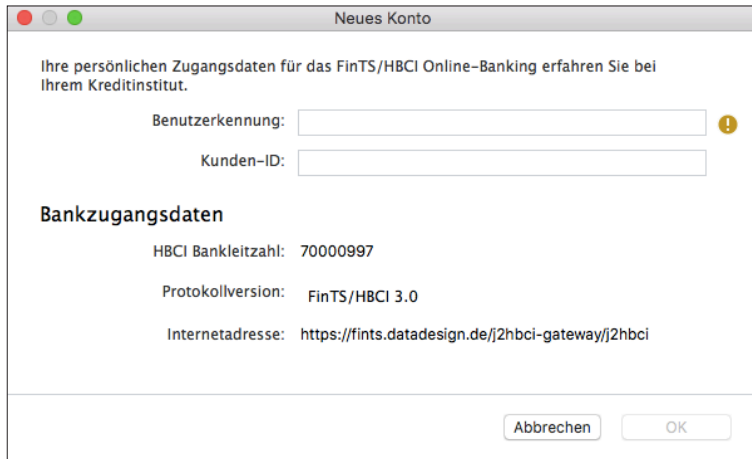 Neues Konto
Ihre persönlichen Zugangsdaten für das FinTS/HBCI Online-Banking erfahren Sie bei
Ihrem Kreditinstitut.
Benutzerkennung:
Kunden-ID:
Bankzugangsdaten
HBCI Bankleitzahl: 70000997
Protokollversion: FinTS/HBCI 3.0
Internetadresse: https://fints.datadesign.de/j2hbci-gateway/j2hbci
Abbrechen OK